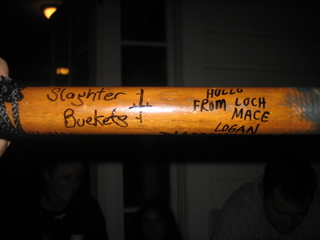 Slaghter
Buckets
HULLO
FROM LOCH
MACE
LOGAN